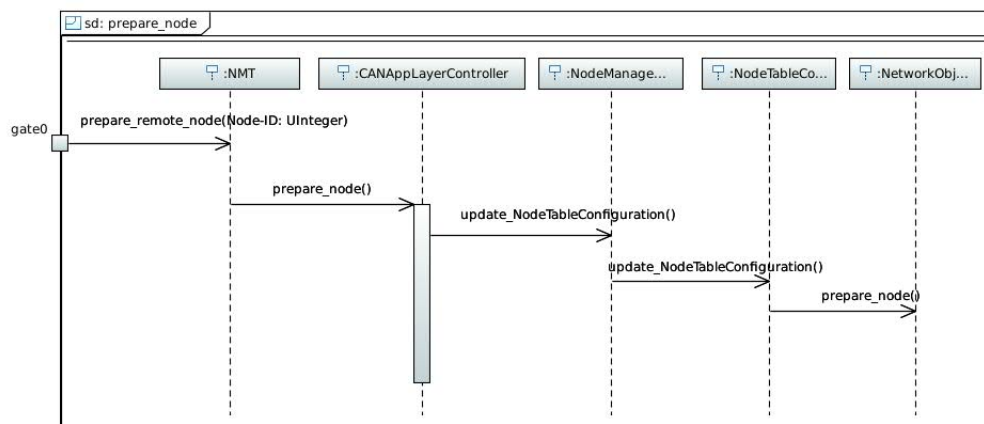 sd: prepare_node
:NMT
:CANAppLayerController
:NodeManage...
:NodeTableCo...
:NetworkObj...
gate0
prepare_remote_node(Node-ID: UInteger)
prepare_node()
update_NodeTableConfiguration()
update_NodeTableConfiguration()
prepare_node()